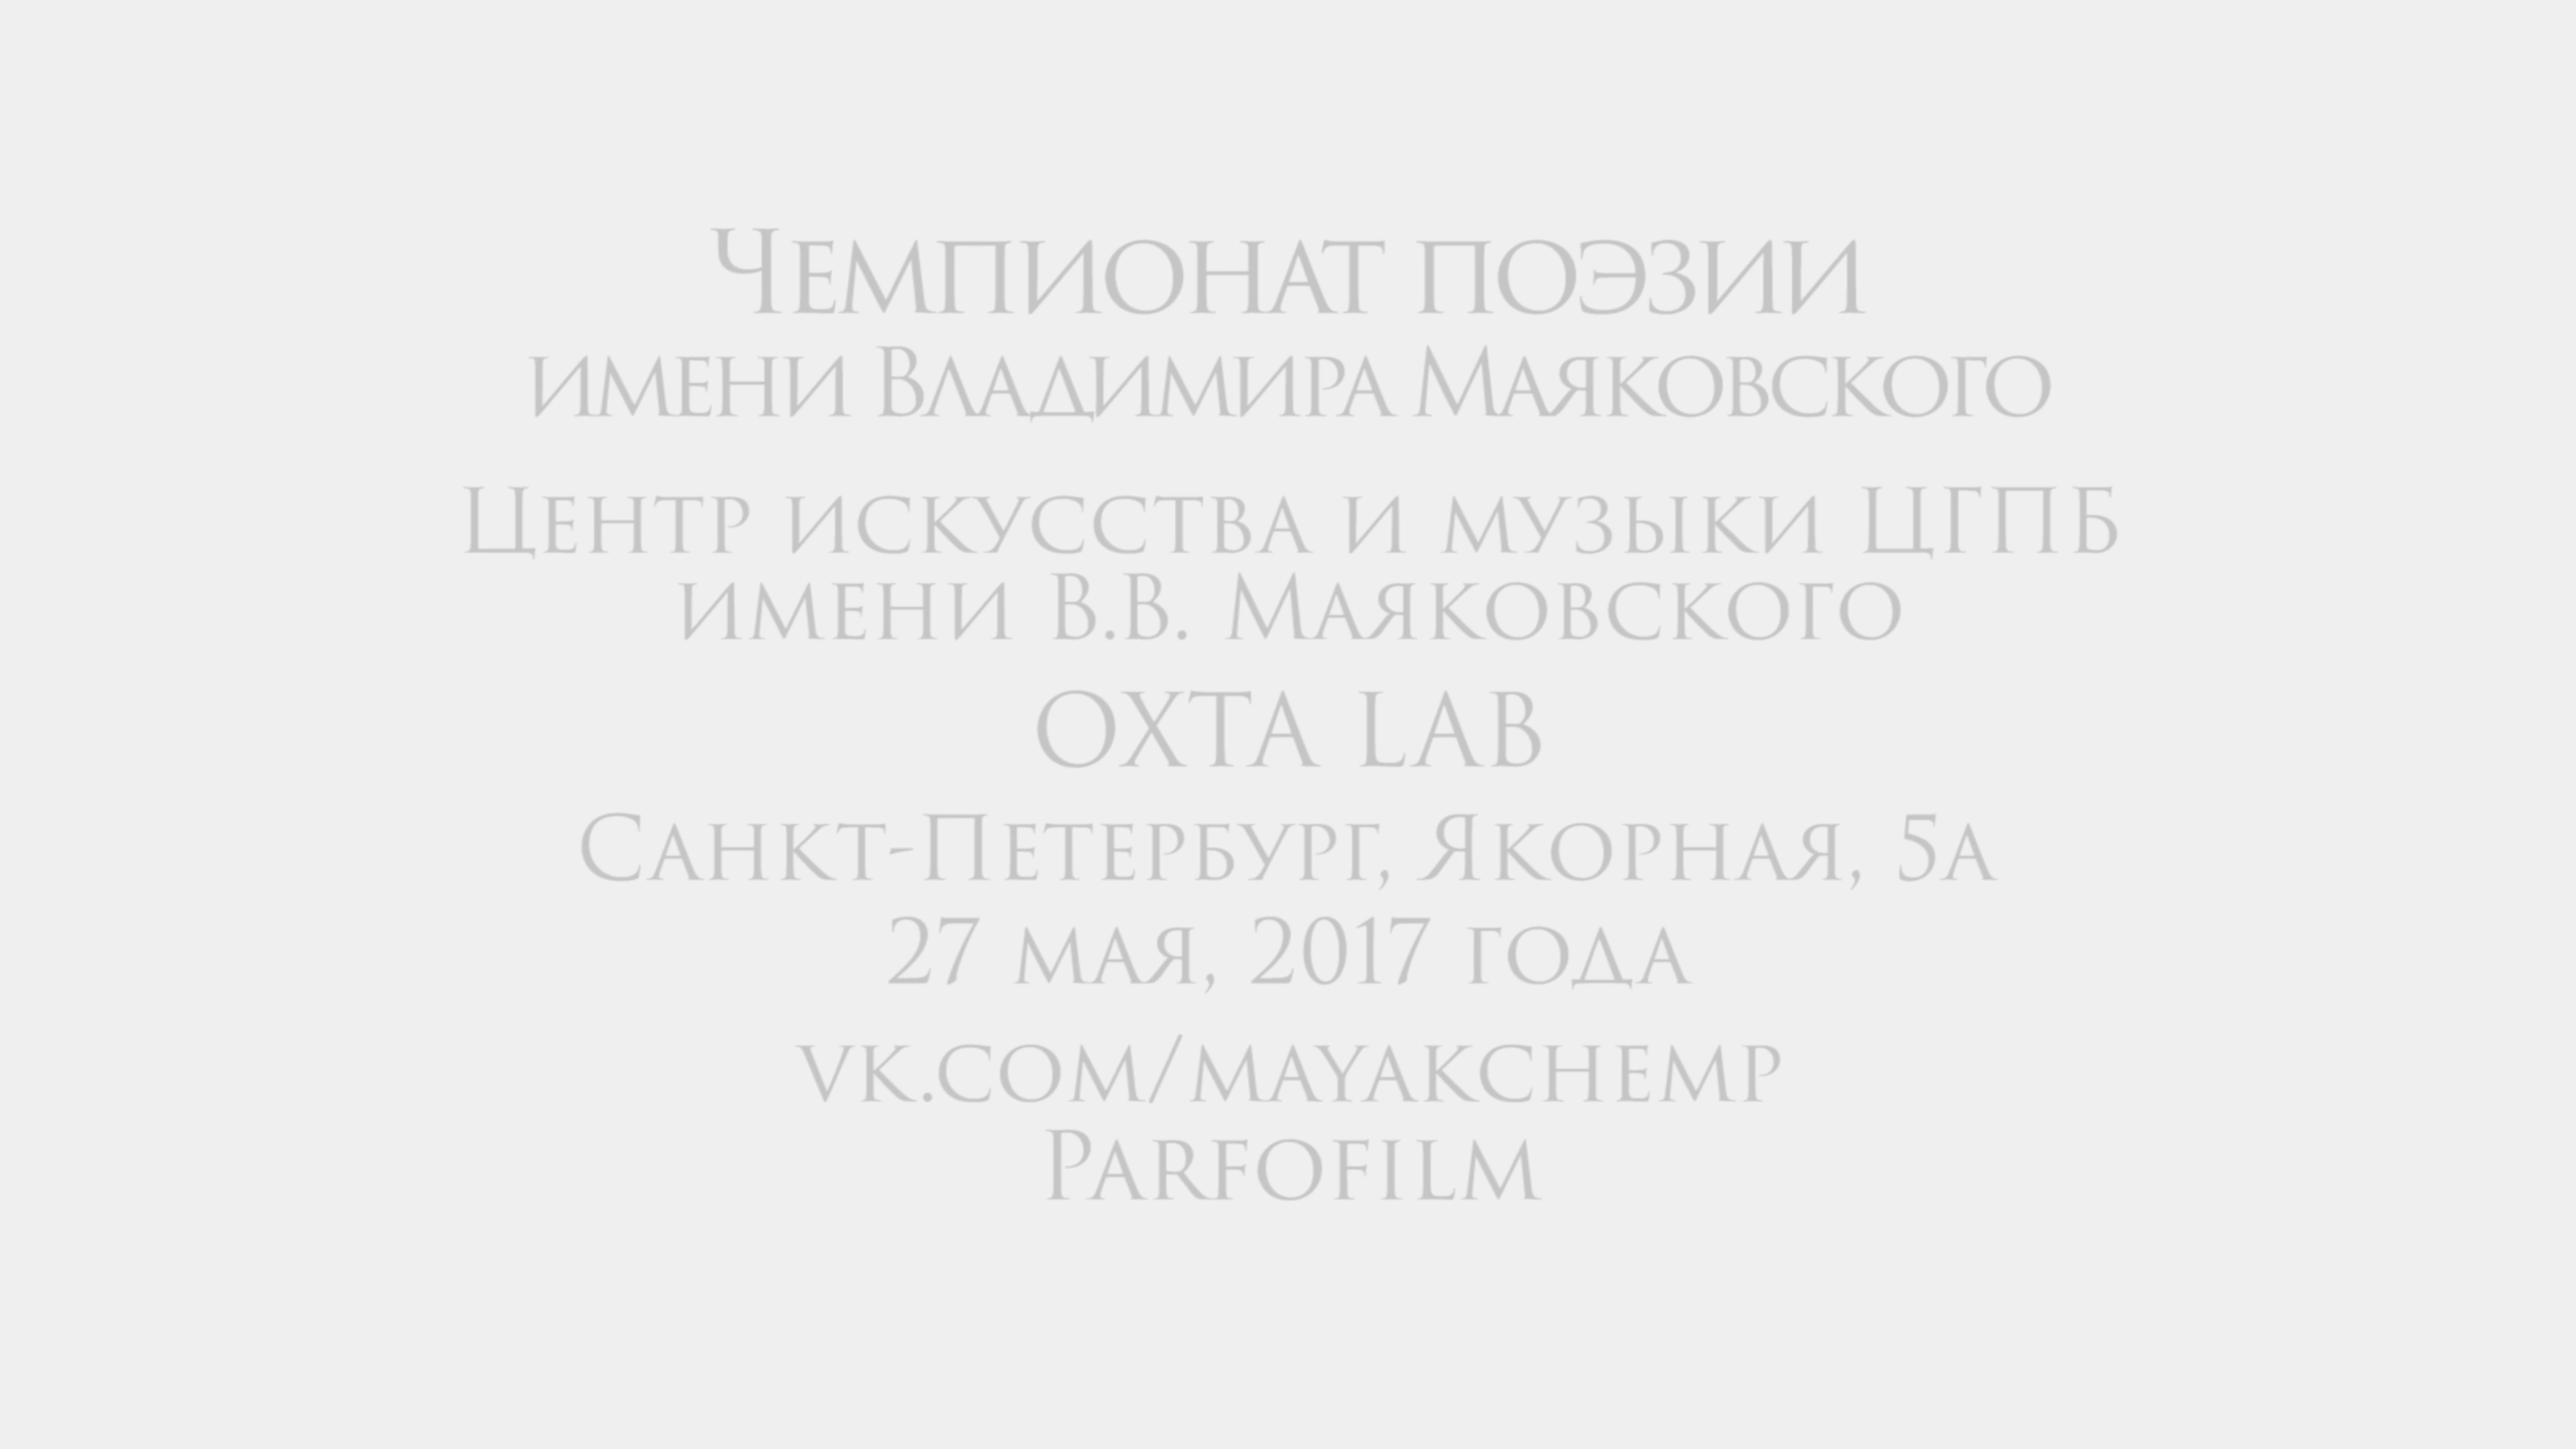 Чемпионат поэзии
имени Владимира Маяковского
Центр искусства и музыки ЦГПБ
имени В.В. Маяковского
ОХТА LAB
Санкт-Петербург, Якорная, 5а
27 мая, 2017 года
vk.com/mayakchemp
Parfofilm